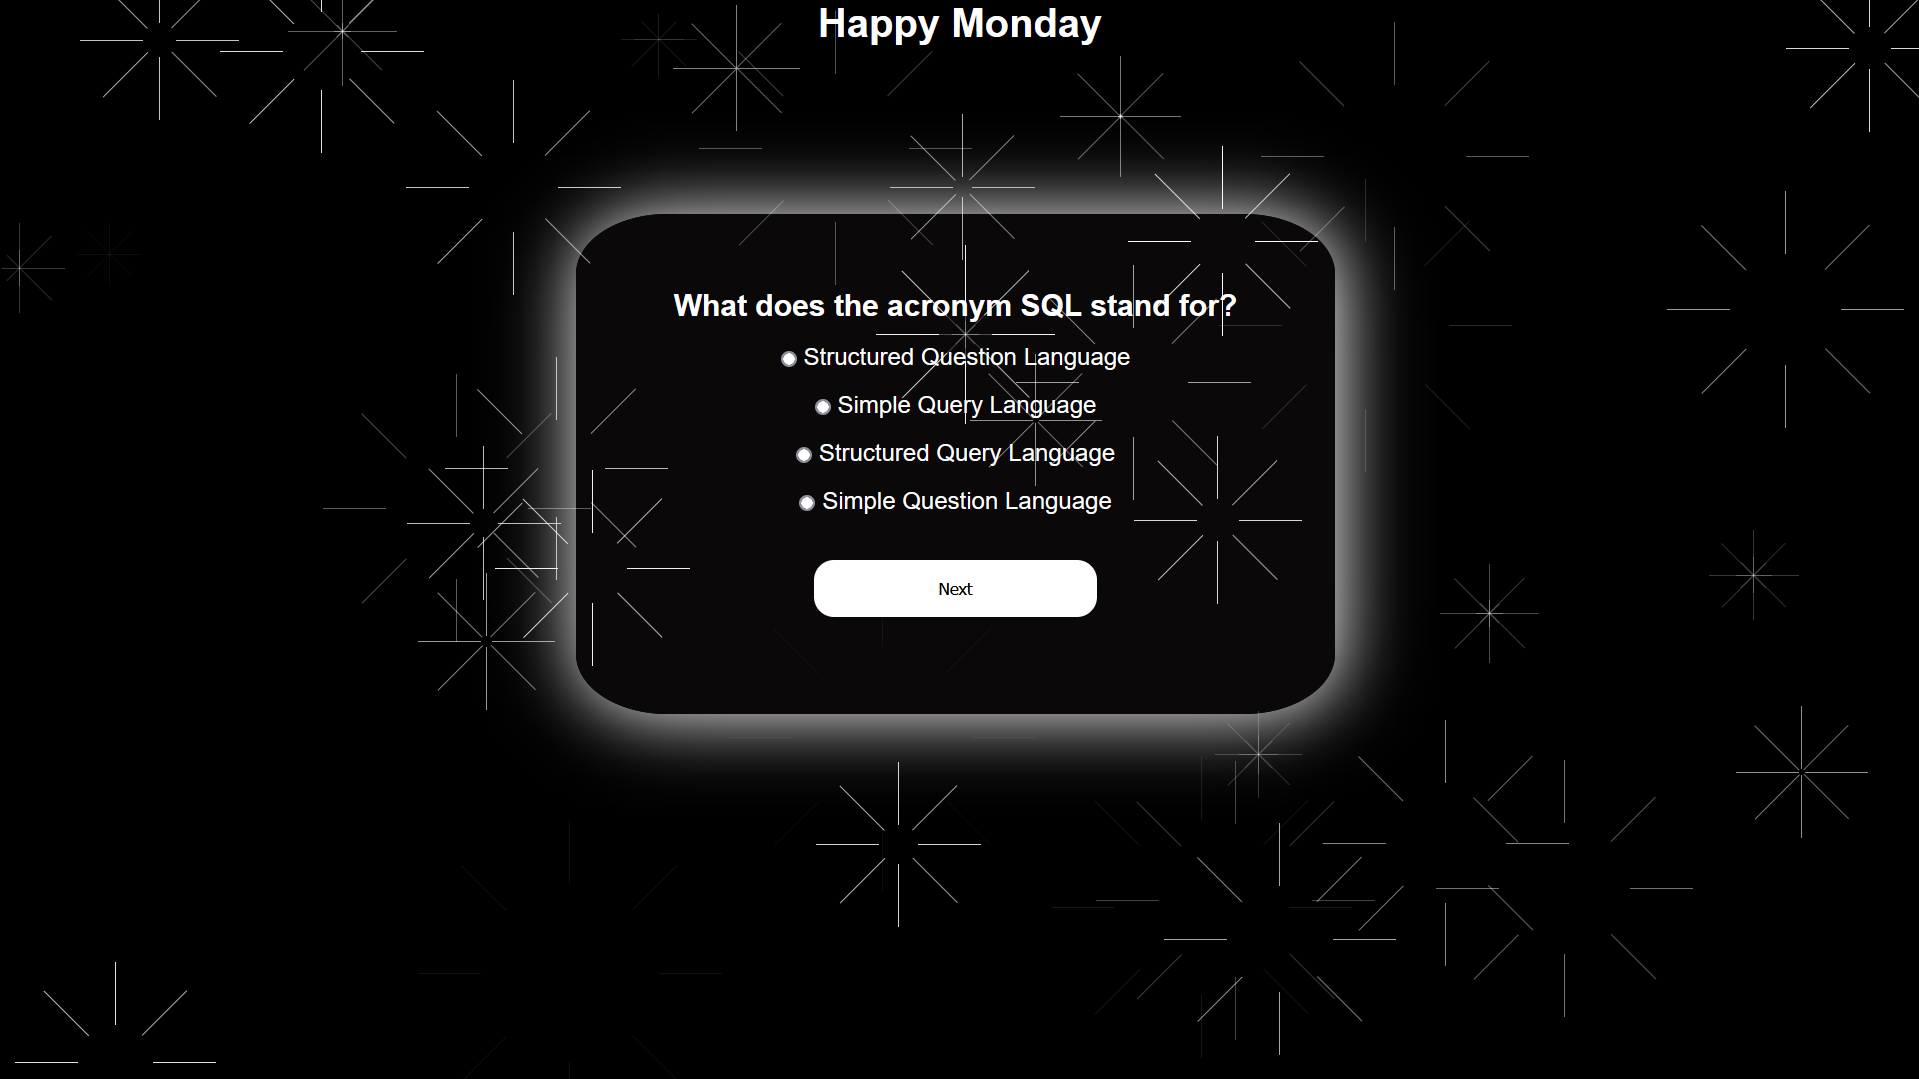 Happy Monday
What does the acronym SQL stand for?
Structured Question Language
Simple Query Language
Structured Query Language
Simple Question Language
Next